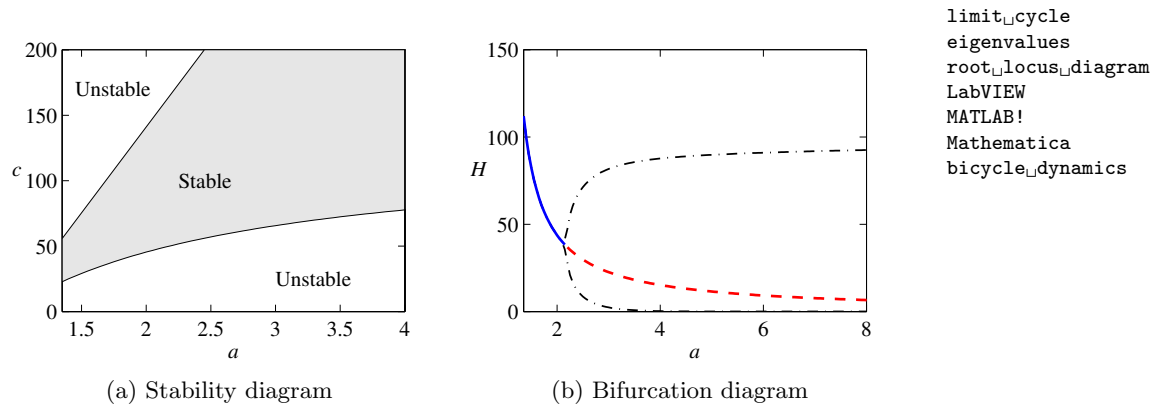 200
150
c
100
50
0
Unstable
Stable
Unstable
1.5
2
2.5
3
3.5
4
a
(a) Stability diagram
150
100
H
50
0
2
4
6
8
a
(b) Bifurcation diagram
limit␣cycle
eigenvalues
root␣locus␣diagram
LabVIEW
MATLAB!
Mathematica
bicycle␣dynamics